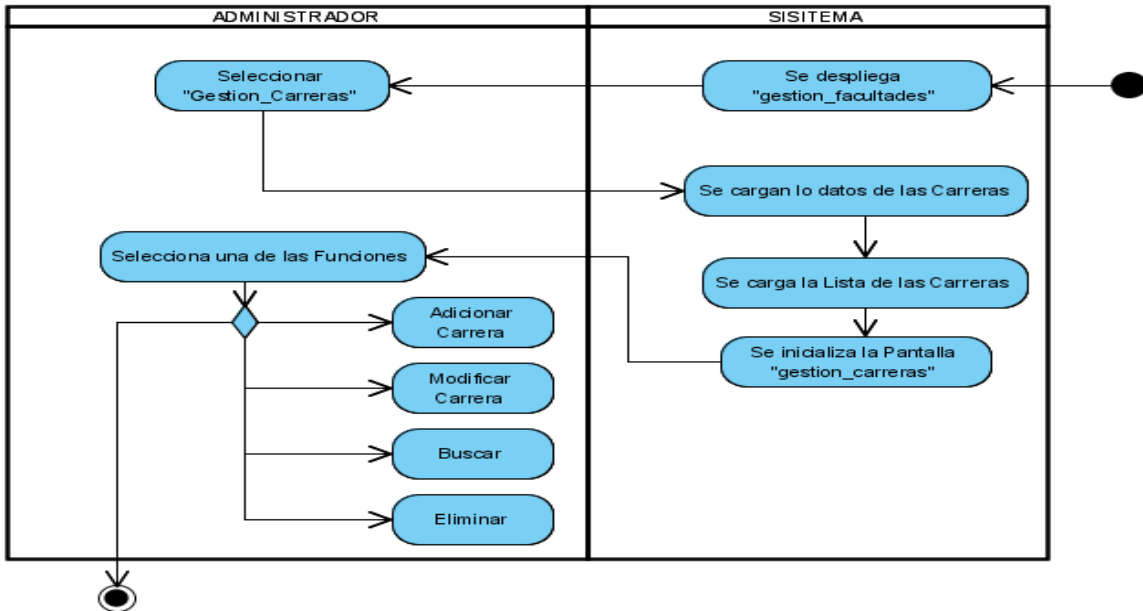 ADMINISTRADOR
SISITEMA
Seleccionar
"Gestion_Carreras"
Se despliega
"gestion_facultades"
Se cargan lo datos de las Carreras
Selecciona una de las Funciones
Se carga la Lista de las Carreras
Adicionar
Carrera
Se inicializa la Pantalla
"gestion_carreras"
Modificar
Carrera
Buscar
Eliminar